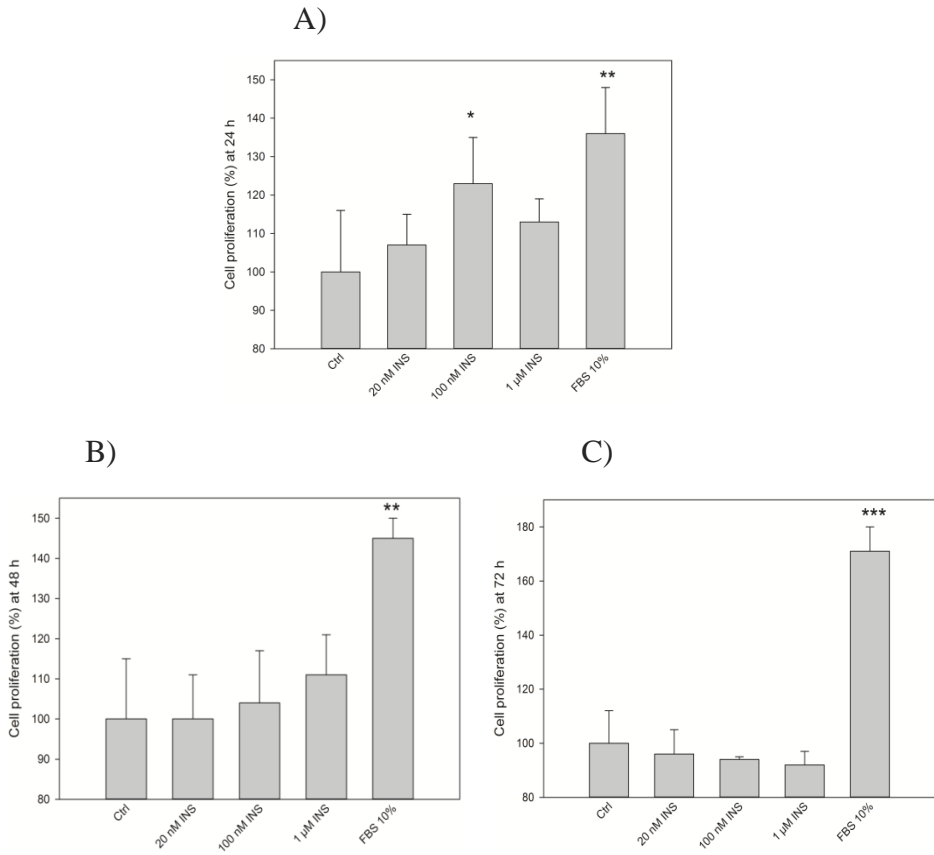 A)
Cell proliferation (%) at 24 h
150
140
130
120
110
100
90
80
*
**
Ctrl
20 nM INS
100 nM INS
1 µM INS
FBS 10%
B)
Cell proliferation (%) at 48 h
150
140
130
120
110
100
90
80
**
Ctrl
20 nM INS
100 nM INS
1 µM INS
FBS 10%
C)
Cell proliferation (%) at 72 h
180
160
140
120
100
80
***
Ctrl
20 nM INS
100 nM INS
1 µM INS
FBS 10%